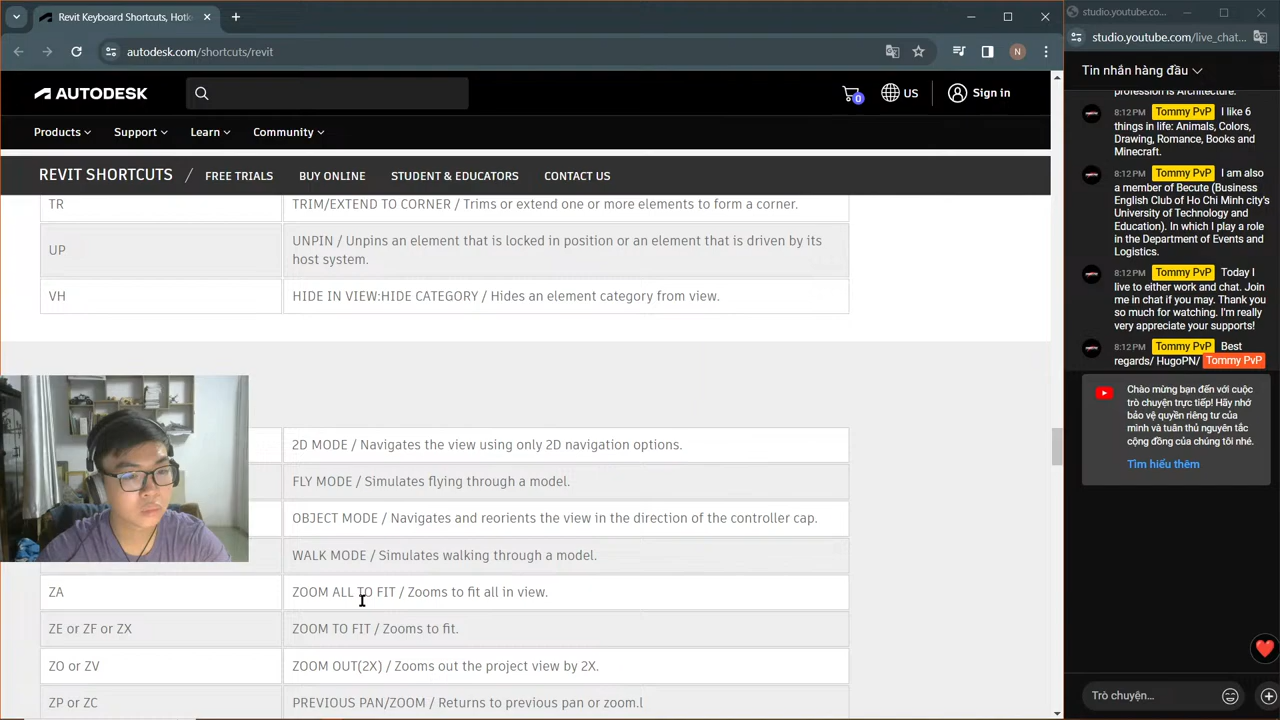 Revit Keyboard Shortcuts, Hotk
autodesk.com/shortcuts/revit
N
AUTODESK
0
US
Sign in
Products
Support
Learn
Community
REVIT SHORTCUTS / FREE TRIALS BUY ONLINE STUDENT & EDUCATORS CONTACT US
TR TRIM/EXTEND TO CORNER / Trims or extend one or more elements to form a corner.
UP UNPIN / Unpins an element that is locked in position or an element that is driven by its
host system.
VH HIDE IN VIEW:HIDE CATEGORY / Hides an element category from view.
2D MODE / Navigates the view using only 2D navigation options.
FLY MODE / Simulates flying through a model.
OBJECT MODE / Navigates and reorients the view in the direction of the controller cap.
WALK MODE / Simulates walking through a model.
ZA ZOOM ALL TO FIT / Zooms to fit all in view.
ZE or ZF or ZX ZOOM TO FIT / Zooms to fit.
ZO or ZV ZOOM OUT(2X) / Zooms out the project view by 2X.
ZP or ZC PREVIOUS PAN/ZOOM / Returns to previous pan or zoom.l
studio.youtube.co...
studio.youtube.com/live_chat...
Tin nhắn hàng đầu
profession is Architecture.
8:12 PM Tommy PvP I like 6
things in life: Animals, Colors,
Drawing, Romance, Books and
Minecraft.
8:12 PM Tommy PvP I am also
a member of Becute (Business
English Club of Ho Chi Minh city's
University of Technology and
Education). In which I play a role
in the Department of Events and
Logistics.
8:12 PM Tommy PvP Today I
live to either work and chat. Join
me in chat if you may. Thank you
so much for watching. I'm really
very appreciate your supports!
8:12 PM Tommy PvP Best
regards/ HugoPN/ Tommy PvP
Chào mừng bạn đến với cuộc
trò chuyện trực tiếp! Hãy nhớ
bảo vệ quyền riêng tư của
mình và tuân thủ nguyên tắc
cộng đồng của chúng tôi nhé.
Tìm hiểu thêm
Trò chuyện...